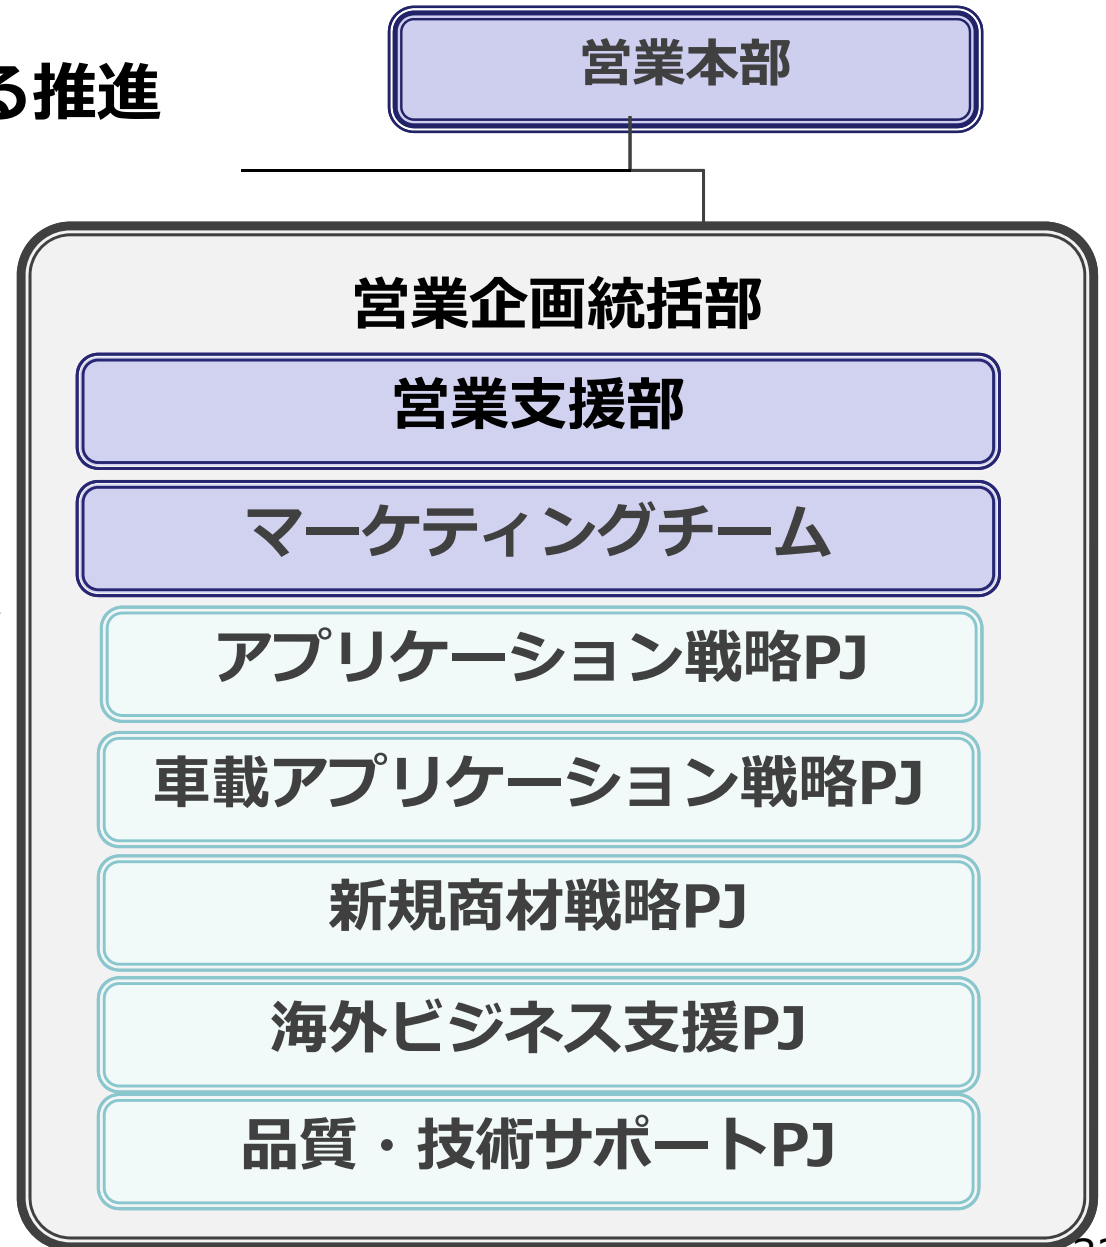 営業本部
る推進
営業企画統括部
営業支援部
マーケティングチーム
アプリケーション戦略PJ
車載アプリケーション戦略PJ
新規商材戦略PJ
海外ビジネス支援PJ
品質・技術サポートPJ